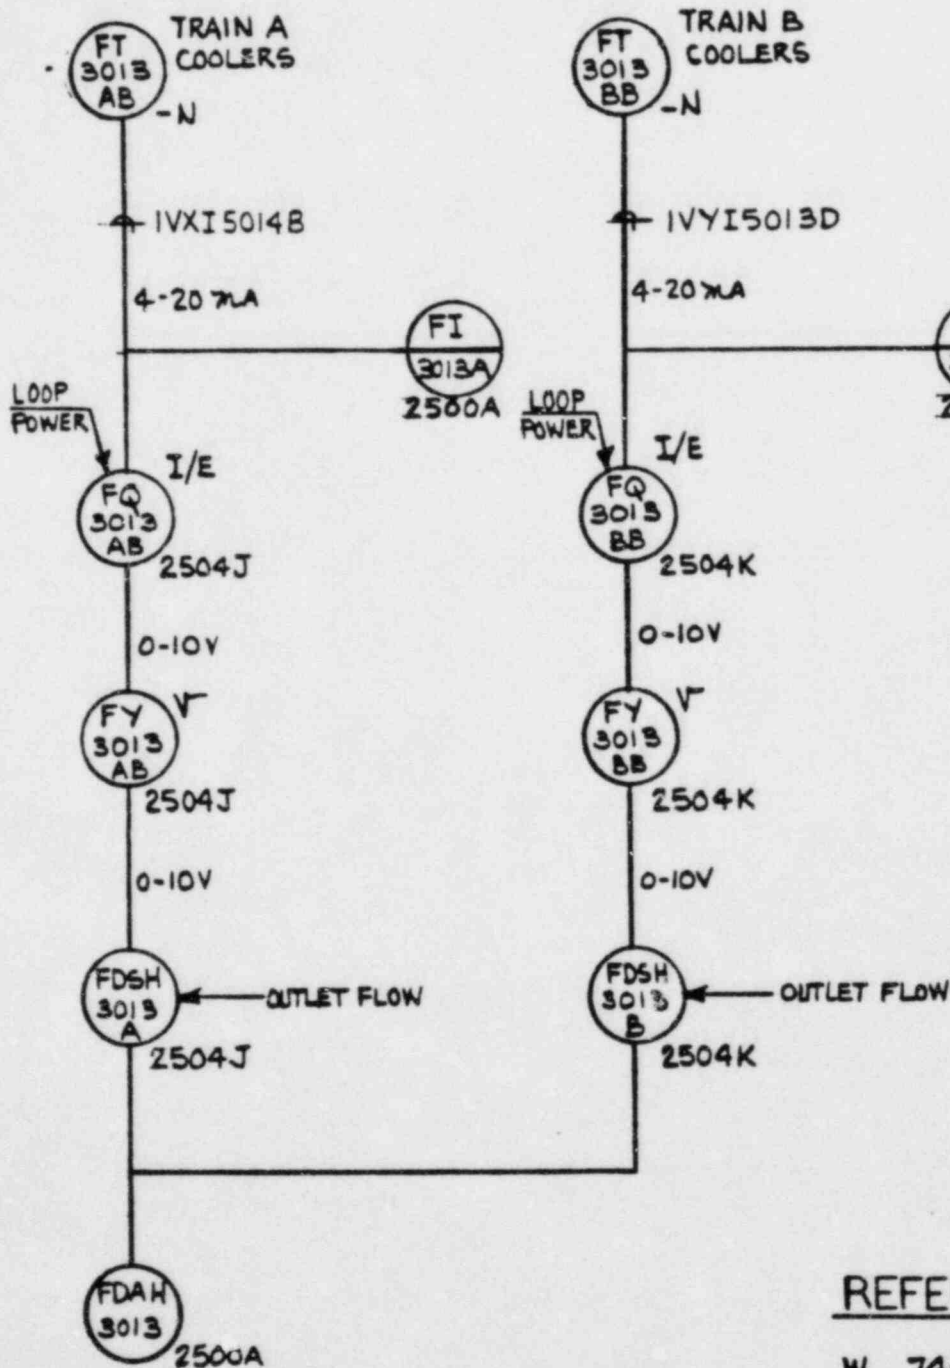 FT
3013
AB
TRAIN A
COOLERS
-N
1VXI5014B
4-20 mA
FI
3013A
2500A
LOOP
POWER
I/E
FQ
3013
AB
2504J
0-10V
FY
3013
AB
√
2504J
0-10V
FDSH
3013
A
OUTLET FLOW
2504J
FT
3013
BB
TRAIN B
COOLERS
-N
1VYI5013D
4-20 mA
2
LOOP
POWER
I/E
FQ
3013
BB
2504K
0-10V
FY
3013
BB
√
2504K
0-10V
FDSH
3013
B
OUTLET FLOW
2504K
FDAH
3013
2500A
REFE